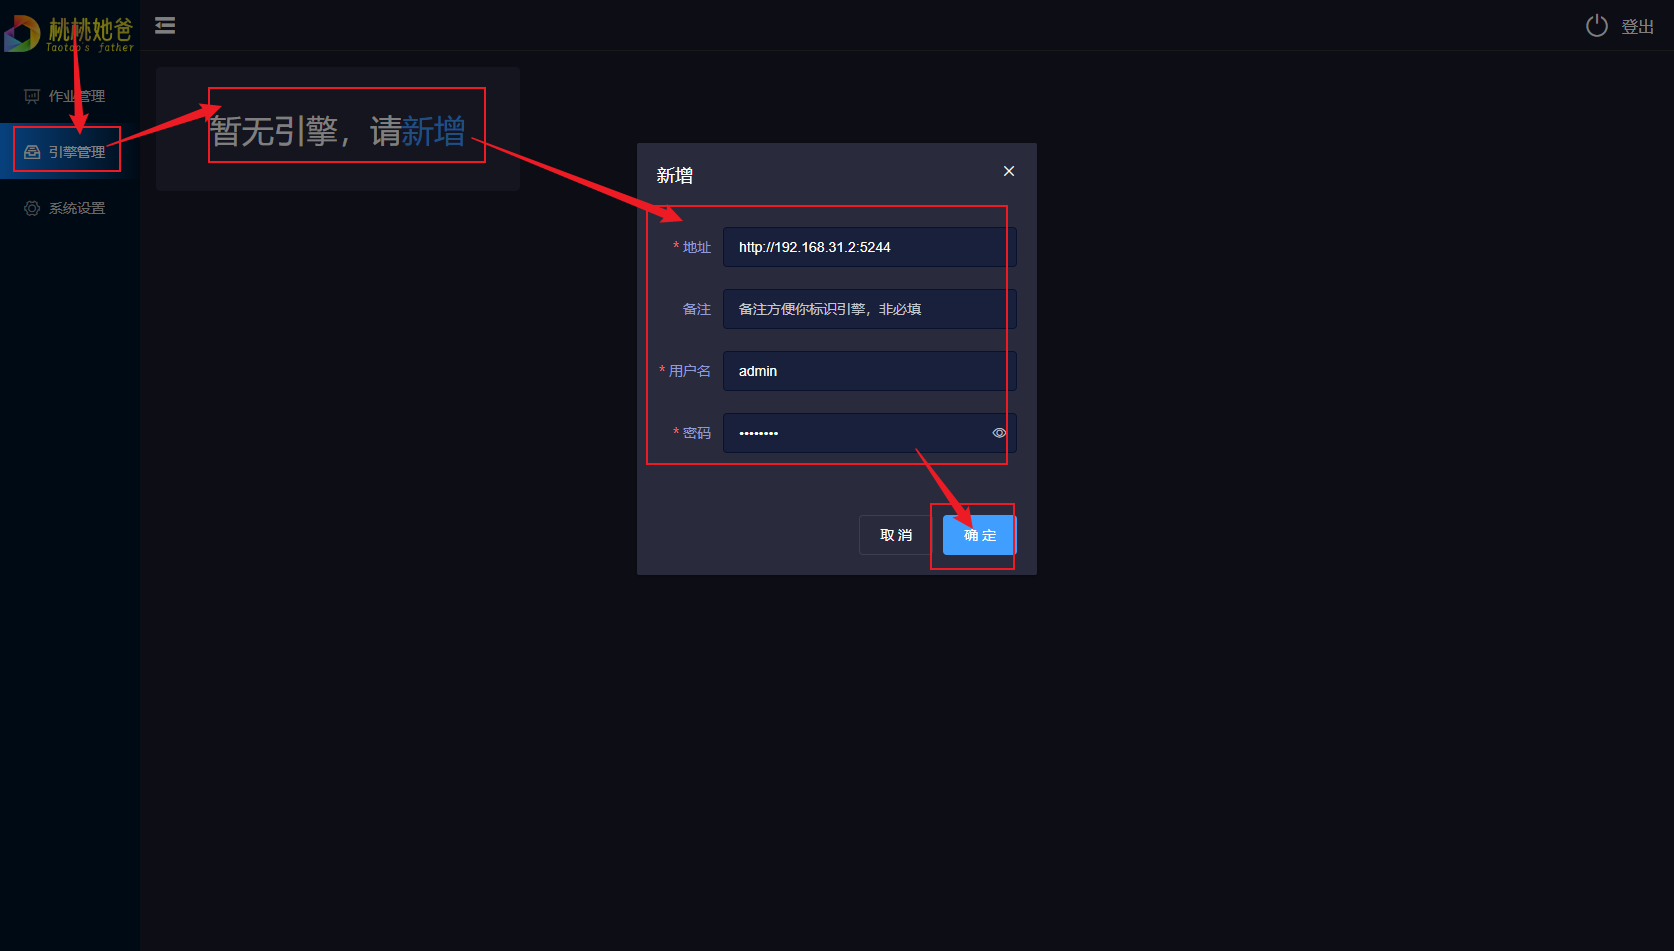 桃桃她爸
Taotao's father
登出
作业管理
引擎管理
系统设置
暂无引擎，请新增
新增
* 地址
http://192.168.31.2:5244
备注
备注方便你标识引擎，非必填
* 用户名
admin
* 密码
••••••••
取消
确定